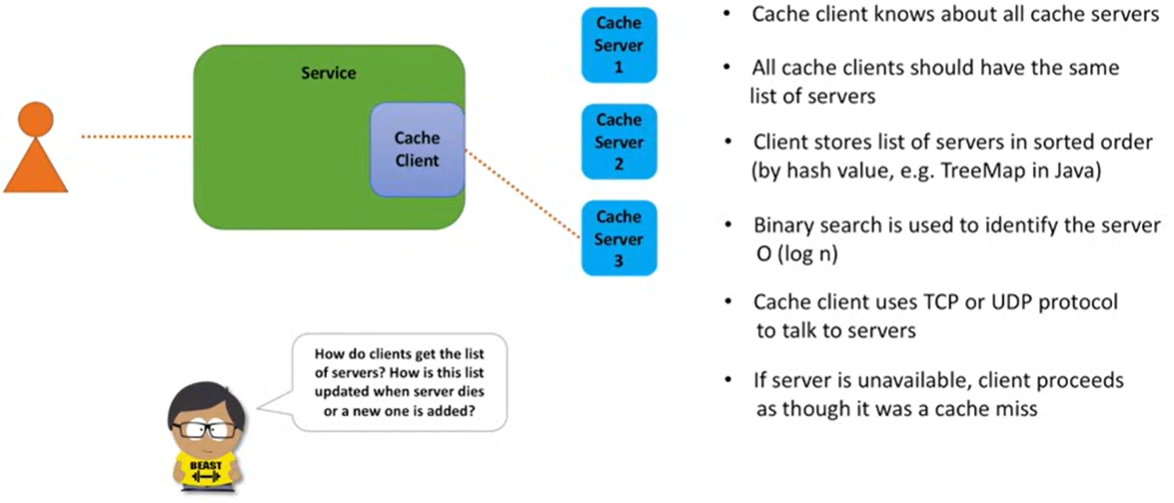 Service
Cache
Client
Cache
Server
1
Cache
Server
2
Cache
Server
3
• Cache client knows about all cache servers
• All cache clients should have the same
list of servers
• Client stores list of servers in sorted order
(by hash value, e.g. TreeMap in Java)
• Binary search is used to identify the server
O (log n)
• Cache client uses TCP or UDP protocol
to talk to servers
• If server is unavailable, client proceeds
as though it was a cache miss
How do clients get the list
of servers? How is this list
updated when server dies
or a new one is added?
BEAST